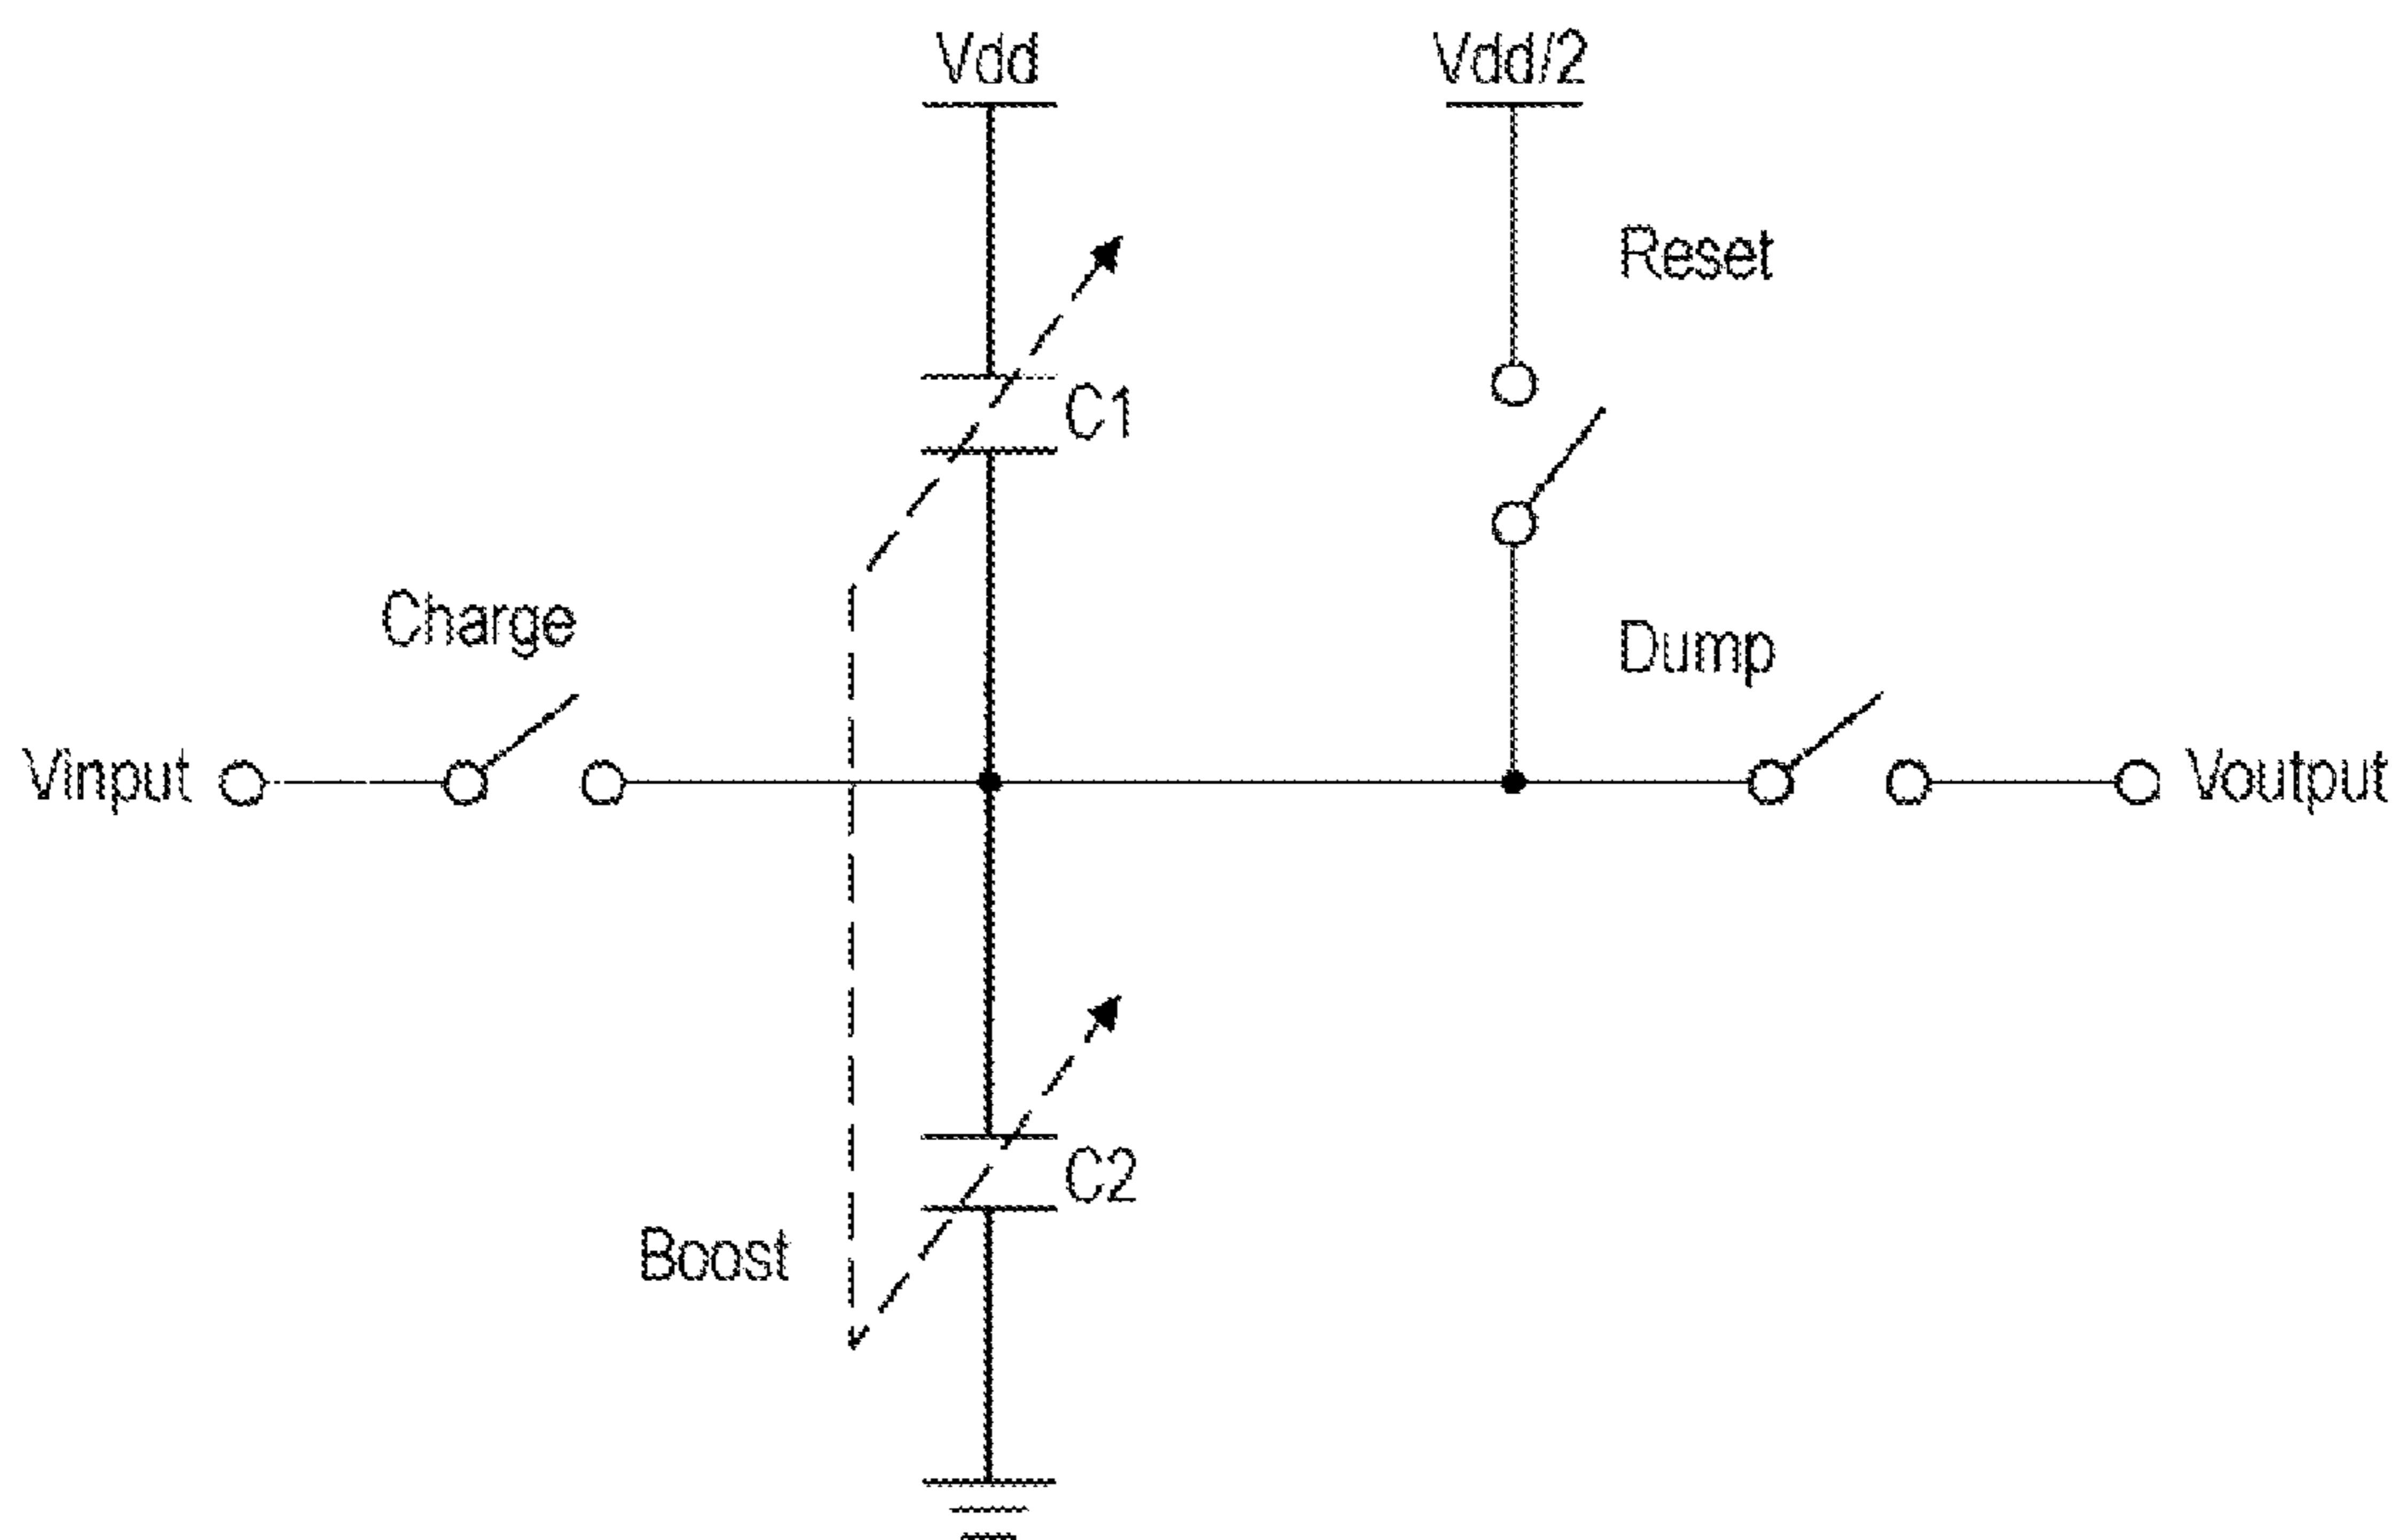 Vdd
Vdd/2
Reset
C1
Charge
Dump
Vinput
Voutput
C2
Boost